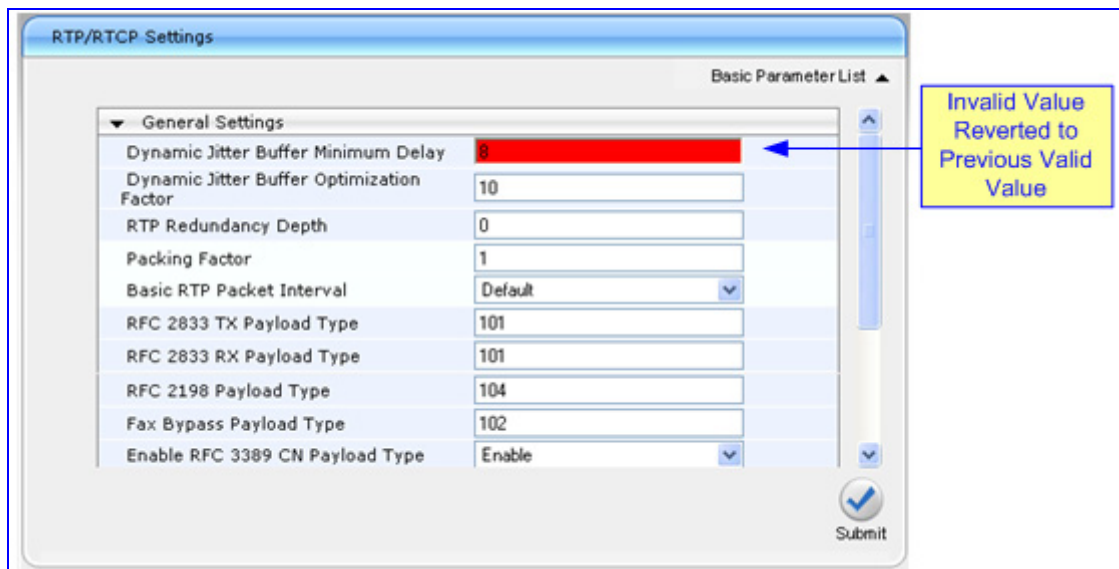 RTP/RTCP Settings
Basic Parameter List
General Settings
Dynamic Jitter Buffer Minimum Delay 8
Dynamic Jitter Buffer Optimization
Factor 10
RTP Redundancy Depth 0
Packing Factor 1
Basic RTP Packet Interval Default
RFC 2833 TX Payload Type 101
RFC 2833 RX Payload Type 101
RFC 2198 Payload Type 104
Fax Bypass Payload Type 102
Enable RFC 3389 CN Payload Type Enable
Submit
Invalid Value
Reverted to
Previous Valid
Value